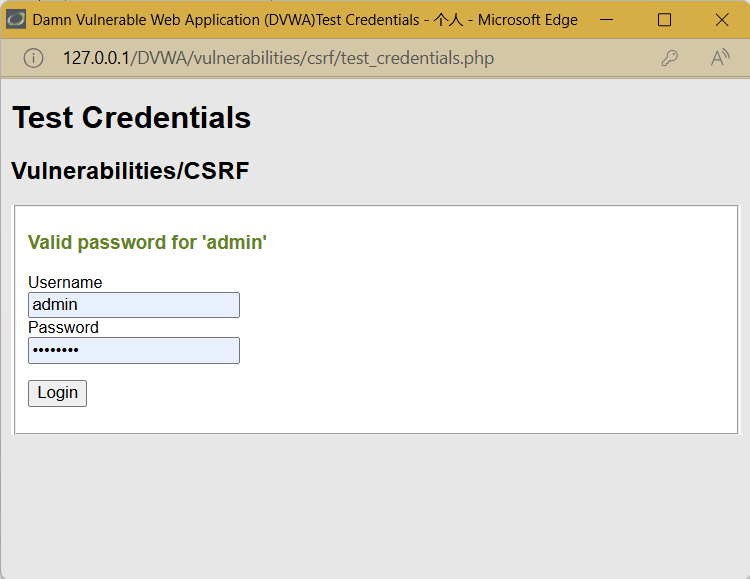 Damn Vulnerable Web Application (DVWA)Test Credentials - 个人 - Microsoft Edge
127.0.0.1/DVWA/vulnerabilities/csrf/test_credentials.php
Test Credentials
Vulnerabilities/CSRF
Valid password for 'admin'
Username
admin
Password
••••••••
Login